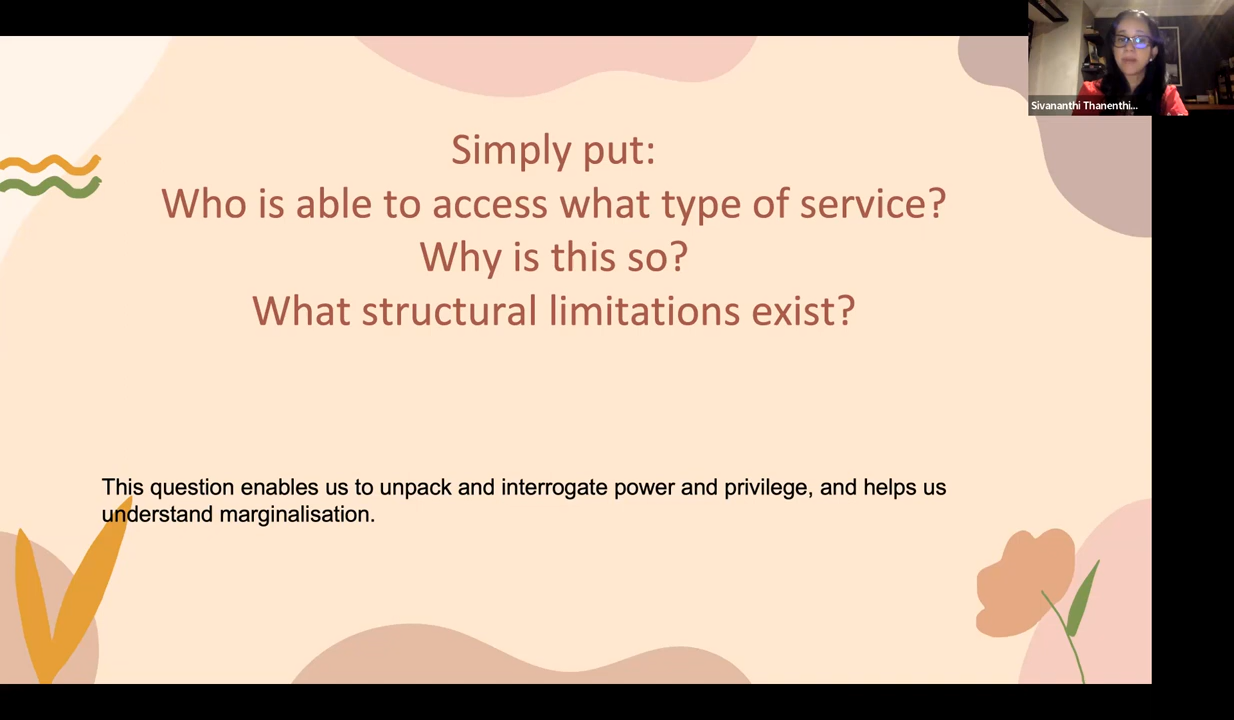 Sivananthi Thanenthi...
Simply put:
Who is able to access what type of service?
Why is this so?
What structural limitations exist?
This question enables us to unpack and interrogate power and privilege, and helps us
understand marginalisation.